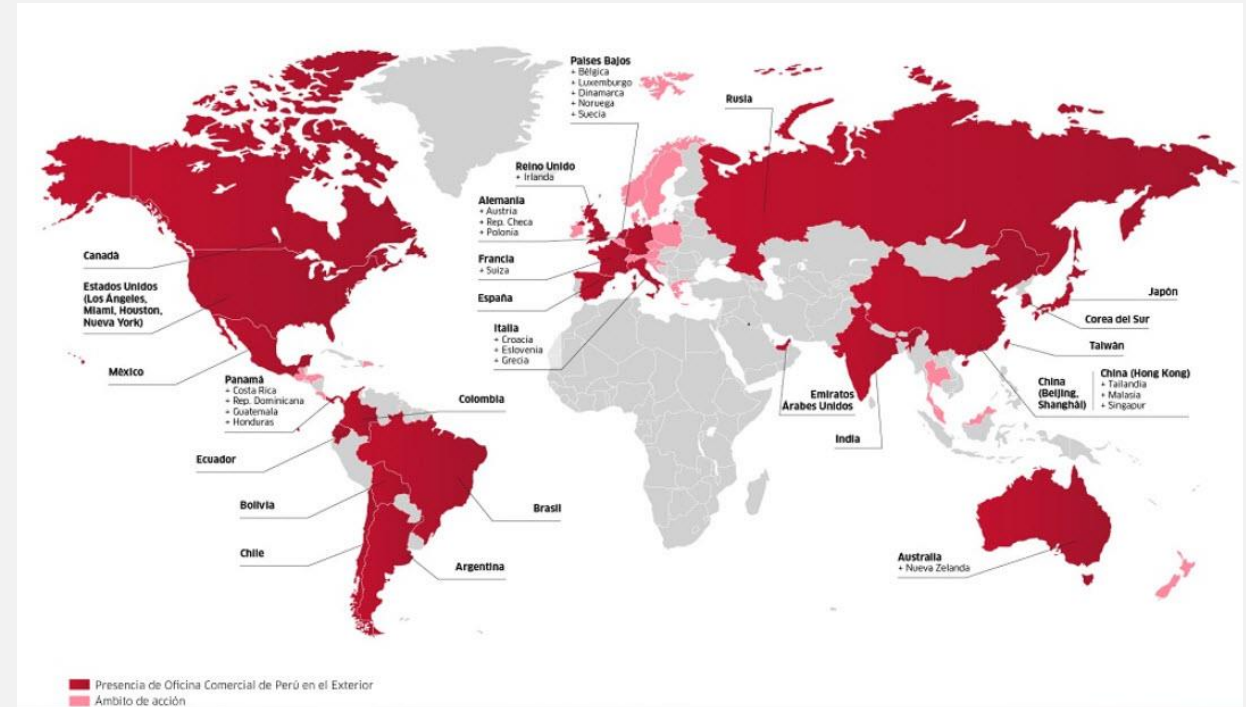 Países Bajos
+ Bélgica
+ Luxemburgo
+ Dinamarca
+ Noruega
+ Suecia
Rusia
Reino Unido
+ Irlanda
Alemania
+ Austria
+ Rep. Checa
+ Polonia
Francia
+ Suiza
España
Italia
+ Croacia
+ Eslovenia
+ Grecia
Canadá
Estados Unidos
(Los Ángeles,
Miami, Houston,
Nueva York)
México
Panamá
+ Costa Rica
+ Rep. Dominicana
+ Guatemala
+ Honduras
Colombia
Ecuador
Bolivia
Brasil
Chile
Argentina
Emiratos
Árabes Unidos
India
Japón
Corea del Sur
Taiwán
China
(Beijing,
Shanghái)
China (Hong Kong)
+ Tailandia
+ Malasia
+ Singapur
Australia
+ Nueva Zelanda
Presencia de Oficina Comercial de Perú en el Exterior
Ámbito de acción